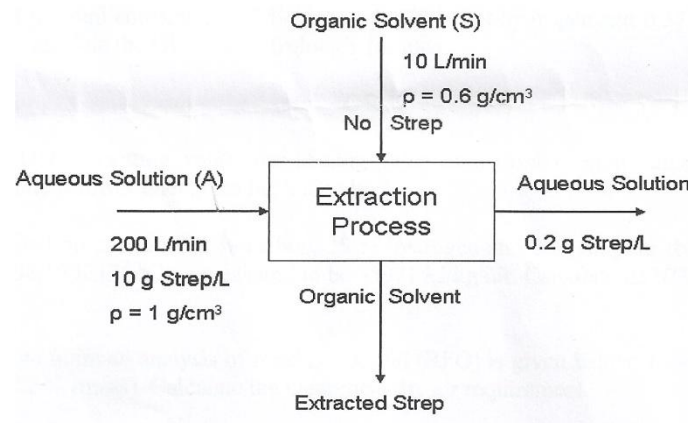 Organic Solvent (S)
10 L/min
ρ = 0.6 g/cm³
No Strep
Aqueous Solution (A)
Extraction
Process
Aqueous Solution
200 L/min
10 g Strep/L
ρ = 1 g/cm³
0.2 g Strep/L
Organic Solvent
Extracted Strep